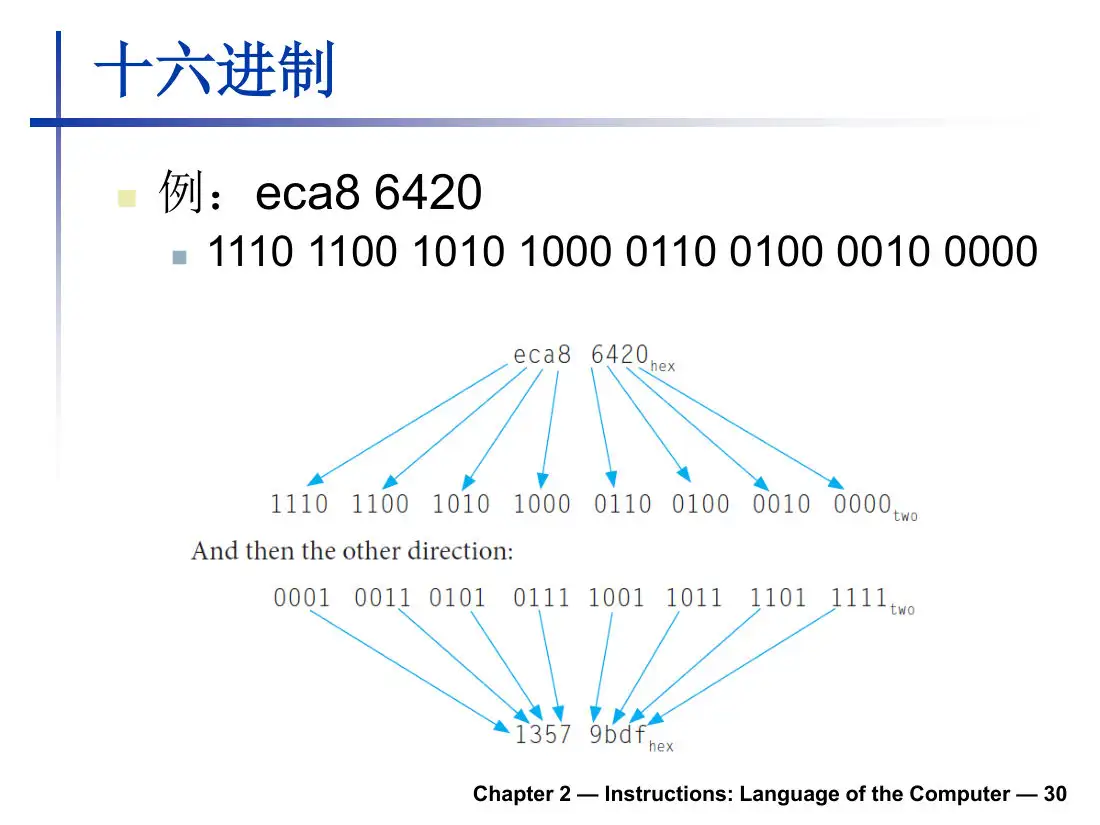 十六进制
例：eca8 6420
1110 1100 1010 1000 0110 0100 0010 0000
eca8 6420hex
1110 1100 1010 1000 0110 0100 0010 0000two
And then the other direction:
0001 0011 0101 0111 1001 1011 1101 1111two
1357 9bdfhex
Chapter 2 — Instructions: Language of the Computer — 30